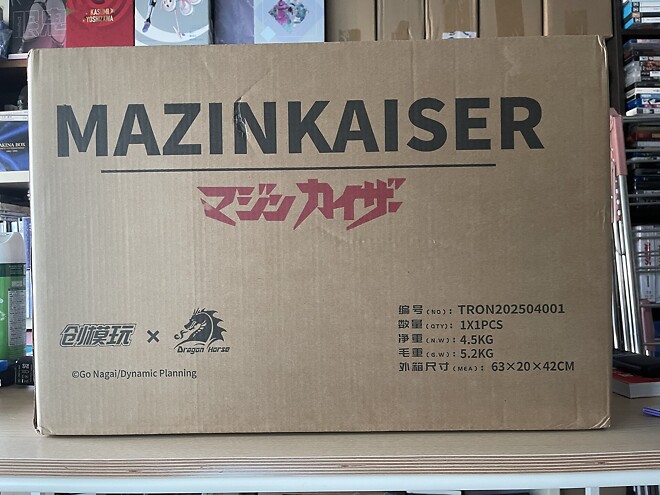 KASUMI
YOSHIZAWA
MAZINKAISER
マジンカイザー
创模玩 × Dragon Horse
©Go Nagai/Dynamic Planning
编号(NO.): TRON202504001
数量(QTY): 1X1PCS
净重(N.W): 4.5KG
毛重(G.W): 5.2KG
外箱尺寸(MEA): 63×20×42CM